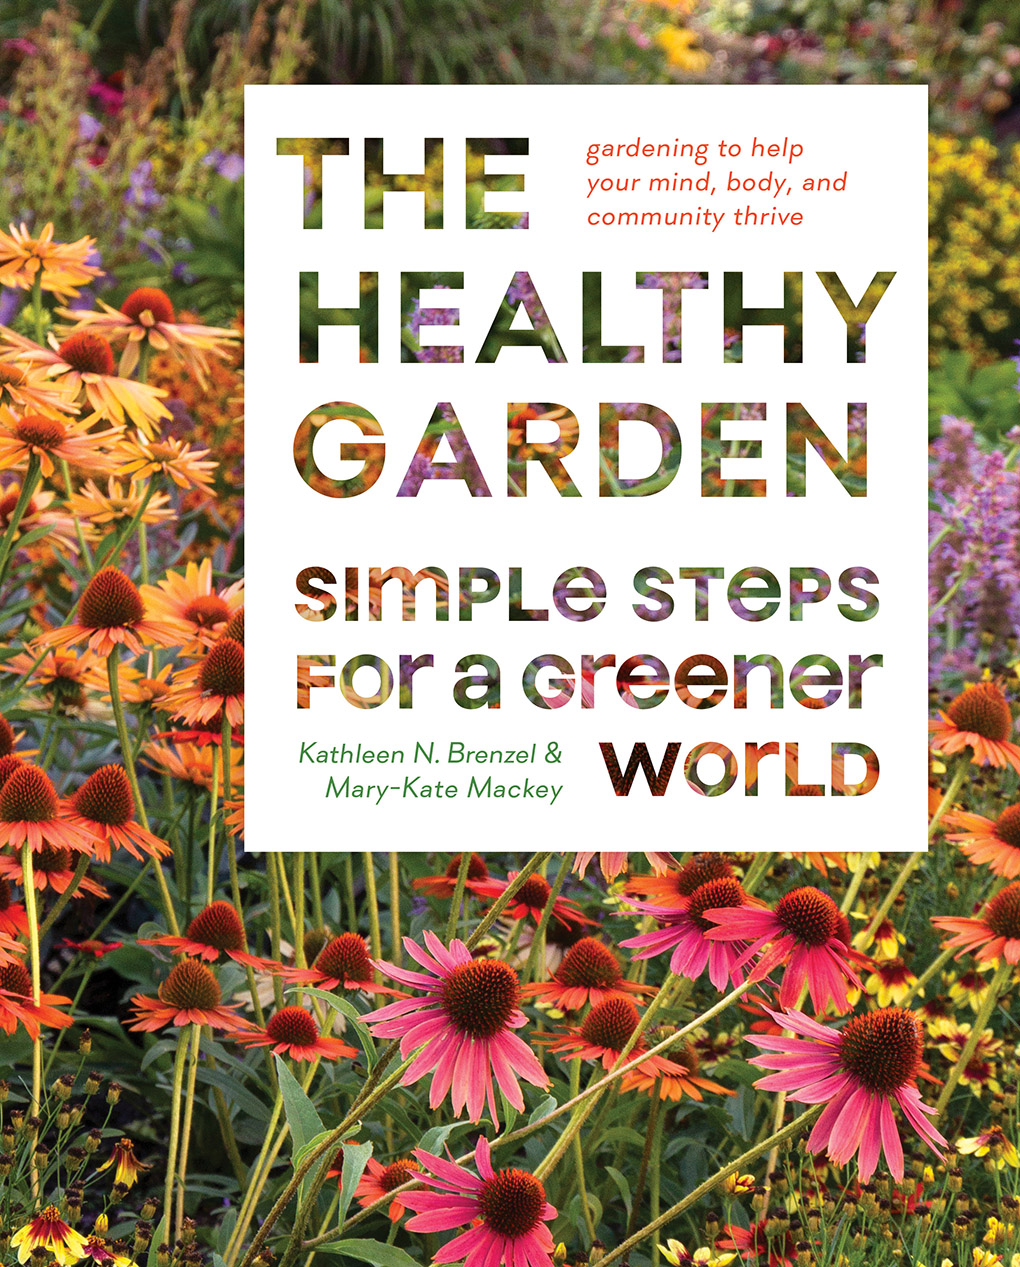 THE
gardening to help
your mind, body, and
community thrive
HEALTHY
GARDEN
SIMPLE STEPS
FOR a Greener
WORLD
Kathleen N. Brenzel &
Mary-Kate Mackey